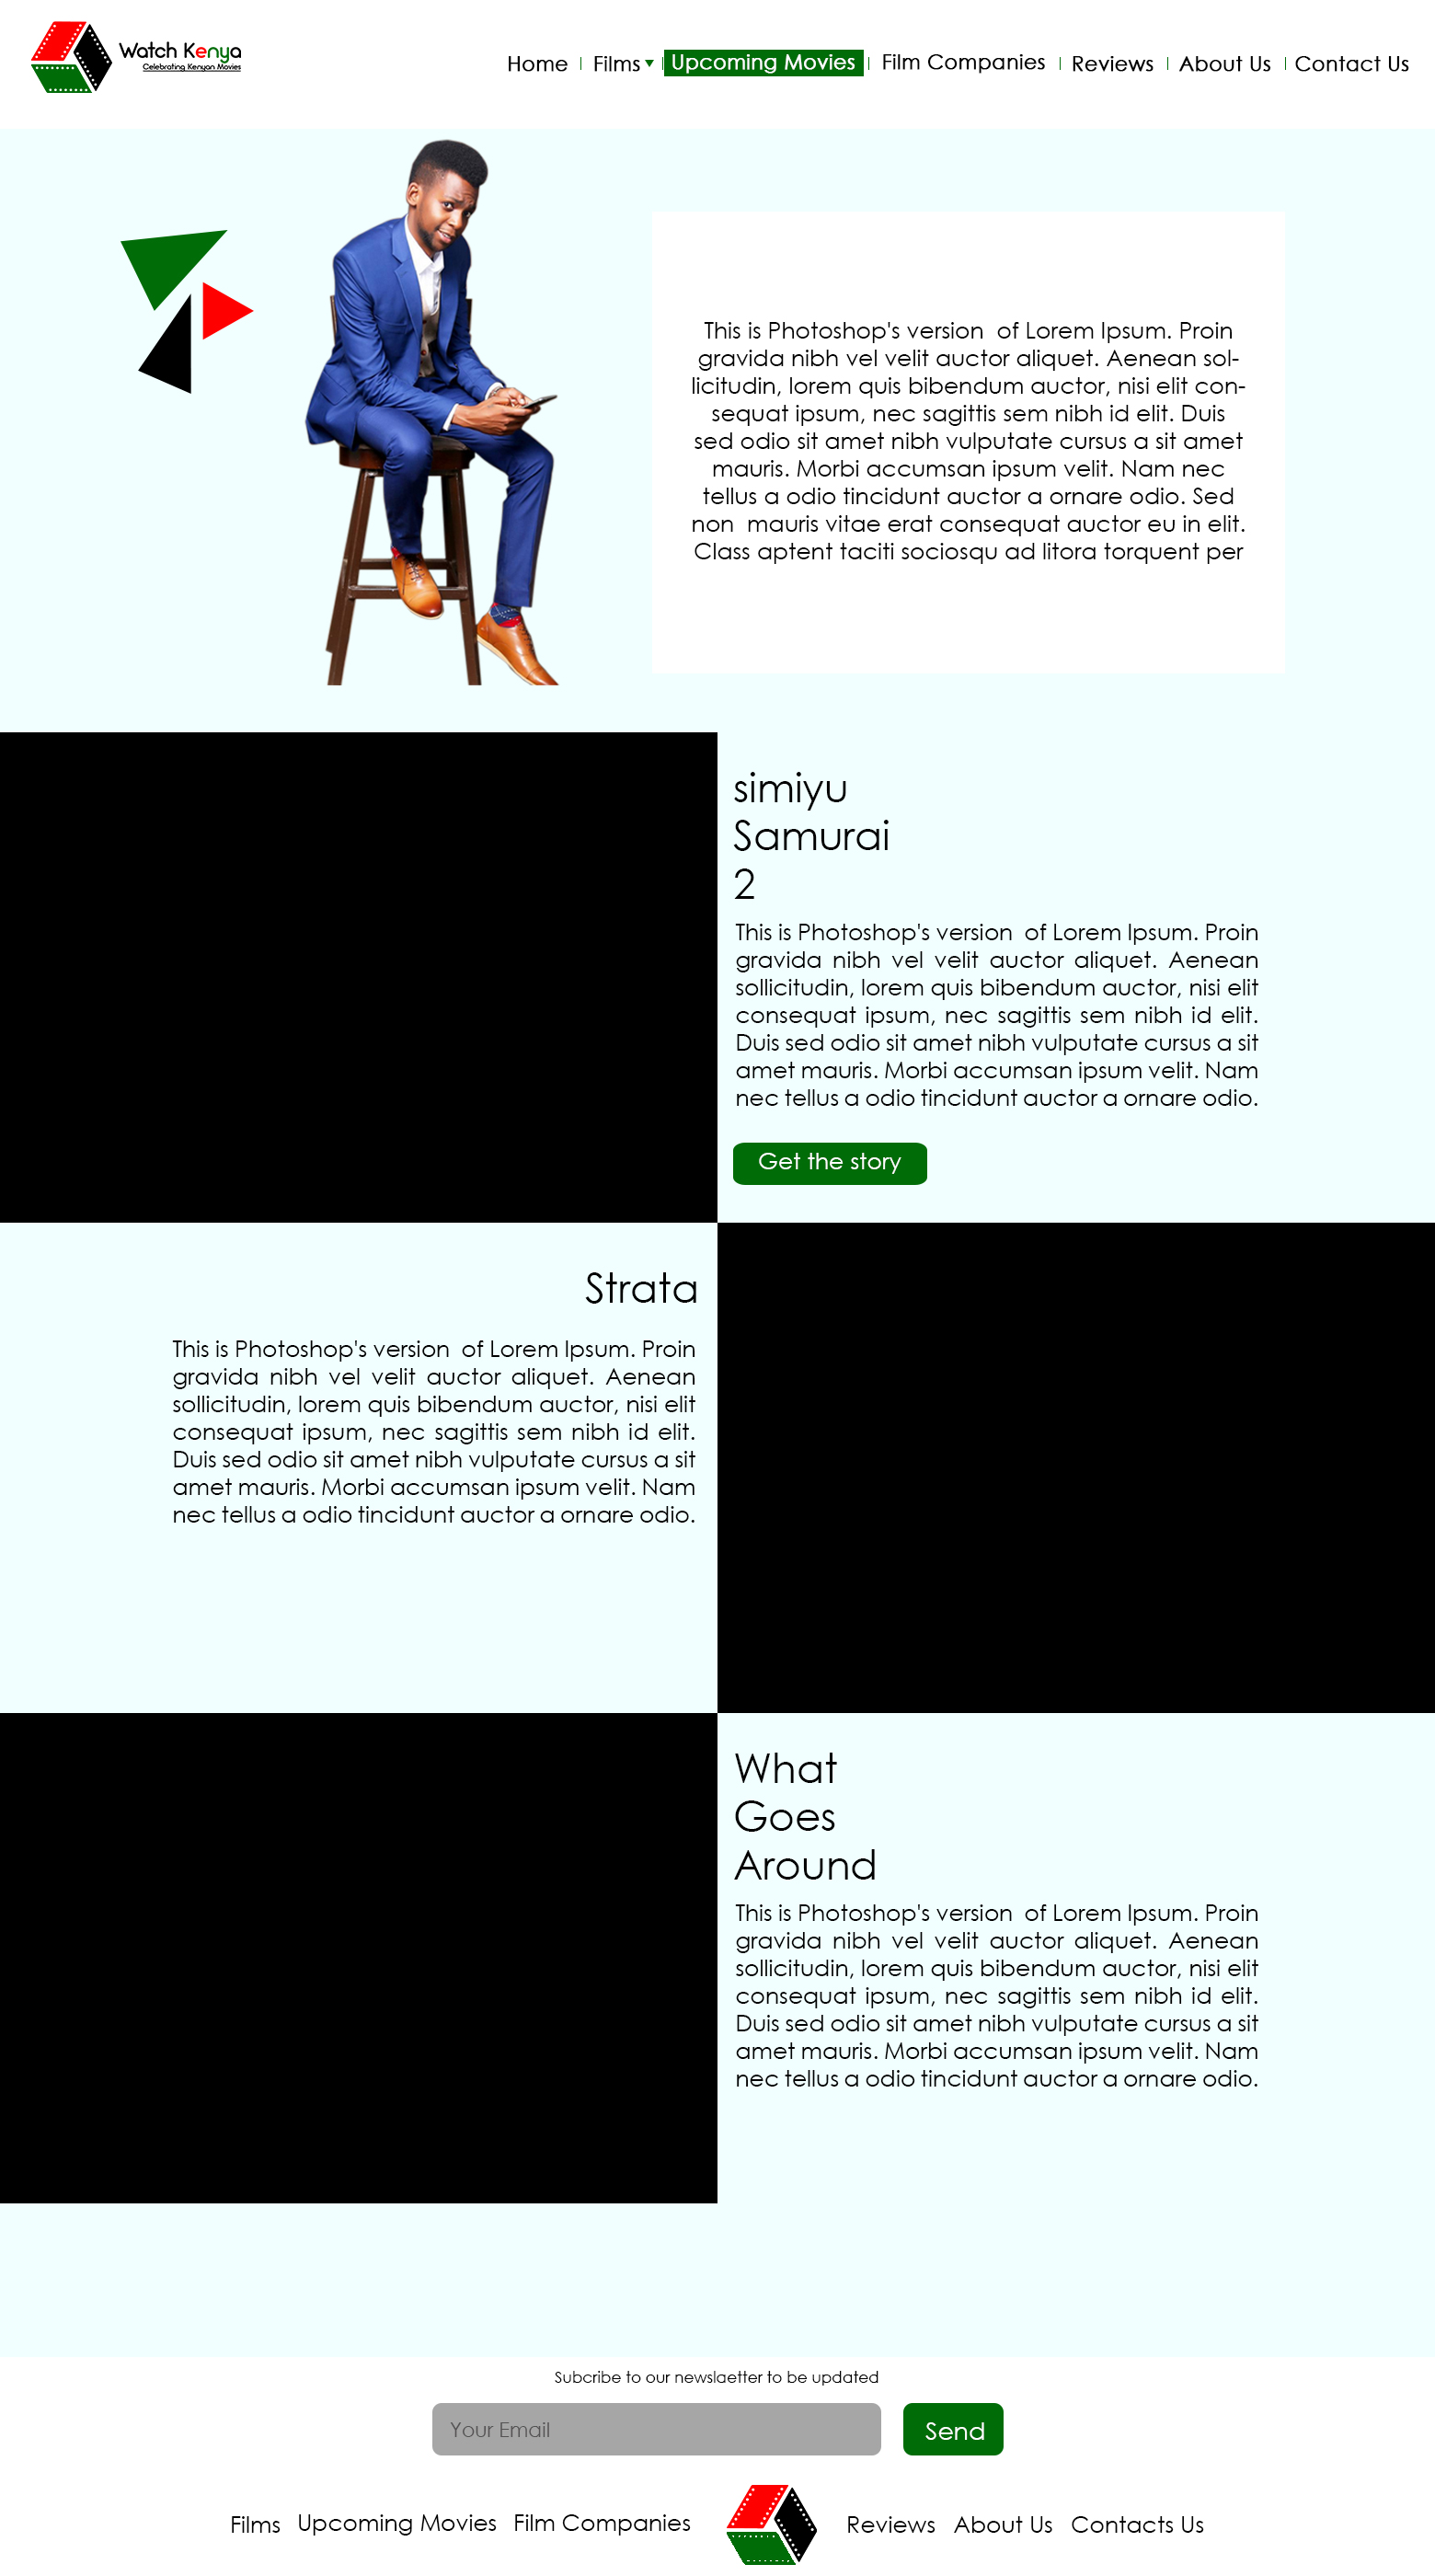 Watch Kenya
Celebrating Kenyan Movies
Home
Films
Upcoming Movies
Film Companies
Reviews
About Us
Contact Us
This is Photoshop's version  of Lorem Ipsum. Proin
gravida nibh vel velit auctor aliquet. Aenean sol-
licitudin, lorem quis bibendum auctor, nisi elit con-
sequat ipsum, nec sagittis sem nibh id elit. Duis
sed odio sit amet nibh vulputate cursus a sit amet
mauris. Morbi accumsan ipsum velit. Nam nec
tellus a odio tincidunt auctor a ornare odio. Sed
non  mauris vitae erat consequat auctor eu in elit.
Class aptent taciti sociosqu ad litora torquent per
simiyu
Samurai
2
This is Photoshop's version  of Lorem Ipsum. Proin
gravida nibh vel velit auctor aliquet. Aenean
sollicitudin, lorem quis bibendum auctor, nisi elit
consequat ipsum, nec sagittis sem nibh id elit.
Duis sed odio sit amet nibh vulputate cursus a sit
amet mauris. Morbi accumsan ipsum velit. Nam
nec tellus a odio tincidunt auctor a ornare odio.
Get the story
Strata
This is Photoshop's version  of Lorem Ipsum. Proin
gravida nibh vel velit auctor aliquet. Aenean
sollicitudin, lorem quis bibendum auctor, nisi elit
consequat ipsum, nec sagittis sem nibh id elit.
Duis sed odio sit amet nibh vulputate cursus a sit
amet mauris. Morbi accumsan ipsum velit. Nam
nec tellus a odio tincidunt auctor a ornare odio.
What
Goes
Around
This is Photoshop's version  of Lorem Ipsum. Proin
gravida nibh vel velit auctor aliquet. Aenean
sollicitudin, lorem quis bibendum auctor, nisi elit
consequat ipsum, nec sagittis sem nibh id elit.
Duis sed odio sit amet nibh vulputate cursus a sit
amet mauris. Morbi accumsan ipsum velit. Nam
nec tellus a odio tincidunt auctor a ornare odio.
Subcribe to our newslaetter to be updated
Your Email
Send
Films
Upcoming Movies
Film Companies
Reviews
About Us
Contacts Us